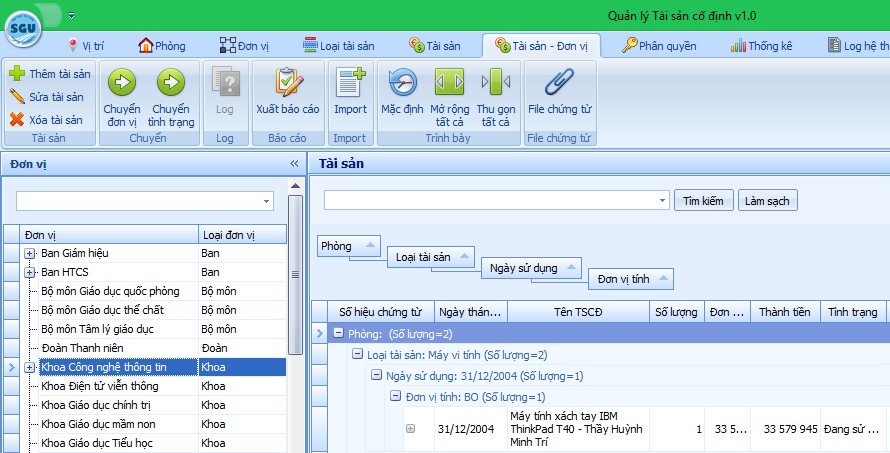 Quản lý Tài sản cố định v1.0
SGU
Vị trí Phòng Đơn vị Loại tài sản Tài sản Tài sản - Đơn vị Phân quyền Thống kê Log hệ th
Thêm tài sản
Sửa tài sản
Xóa tài sản
Chuyển đơn vị
Chuyển tình trạng
Log
Xuất báo cáo
Import
Mặc định
Mở rộng tất cả
Thu gọn tất cả
File chứng từ
Tài sản Chuyển Log Báo cáo Import Trình bày File chứng từ
Đơn vị
Đơn vị Loại đơn vị
Ban Giám hiệu Ban
Ban HTCS Ban
Bộ môn Giáo dục quốc phòng Bộ môn
Bộ môn Giáo dục thể chất Bộ môn
Bộ môn Tâm lý giáo dục Bộ môn
Đoàn Thanh niên Đoàn
Khoa Công nghệ thông tin Khoa
Khoa Điện tử viễn thông Khoa
Khoa Giáo dục chính trị Khoa
Khoa Giáo dục mầm non Khoa
Khoa Giáo dục Tiểu học Khoa
Tài sản
Tìm kiếm Làm sạch
Phòng
Loại tài sản
Ngày sử dụng
Đơn vị tính
Số hiệu chứng từ Ngày thán... Tên TSCĐ Số lượng Đơn ... Thành tiền Tình trạng
Phòng: (Số lượng=2)
Loại tài sản: Máy vi tính (Số lượng=2)
Ngày sử dụng: 31/12/2004 (Số lượng=1)
Đơn vị tính: BO (Số lượng=1)
31/12/2004 Máy tính xách tay IBM ThinkPad T40 - Thầy Huỳnh Minh Trí 1 33 5... 33 579 945 Đang sử ...